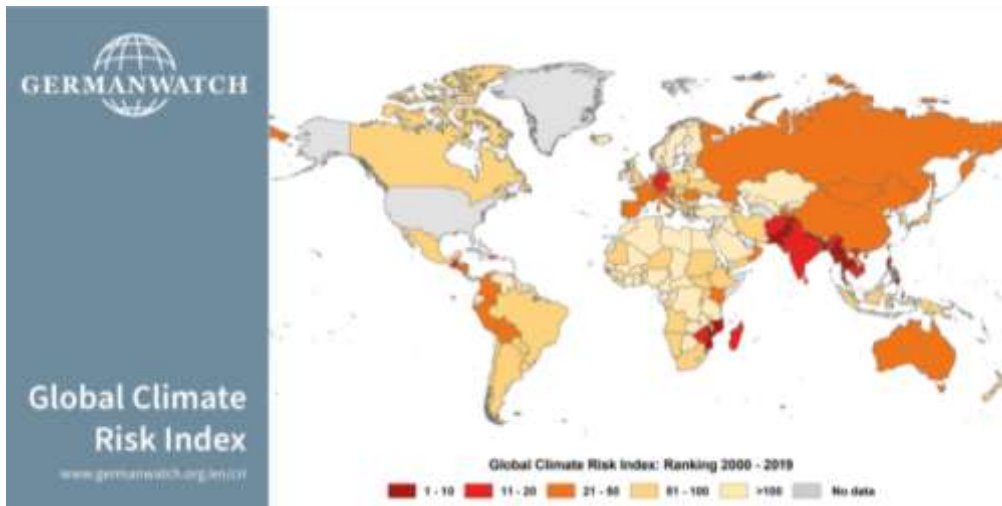 GERMANWATCH
Global Climate
Risk Index
www.germanwatch.org/en/cri
Global Climate Risk Index: Ranking 2000 - 2019
1 - 10
11 - 20
21 - 50
51 - 100
>100
No data